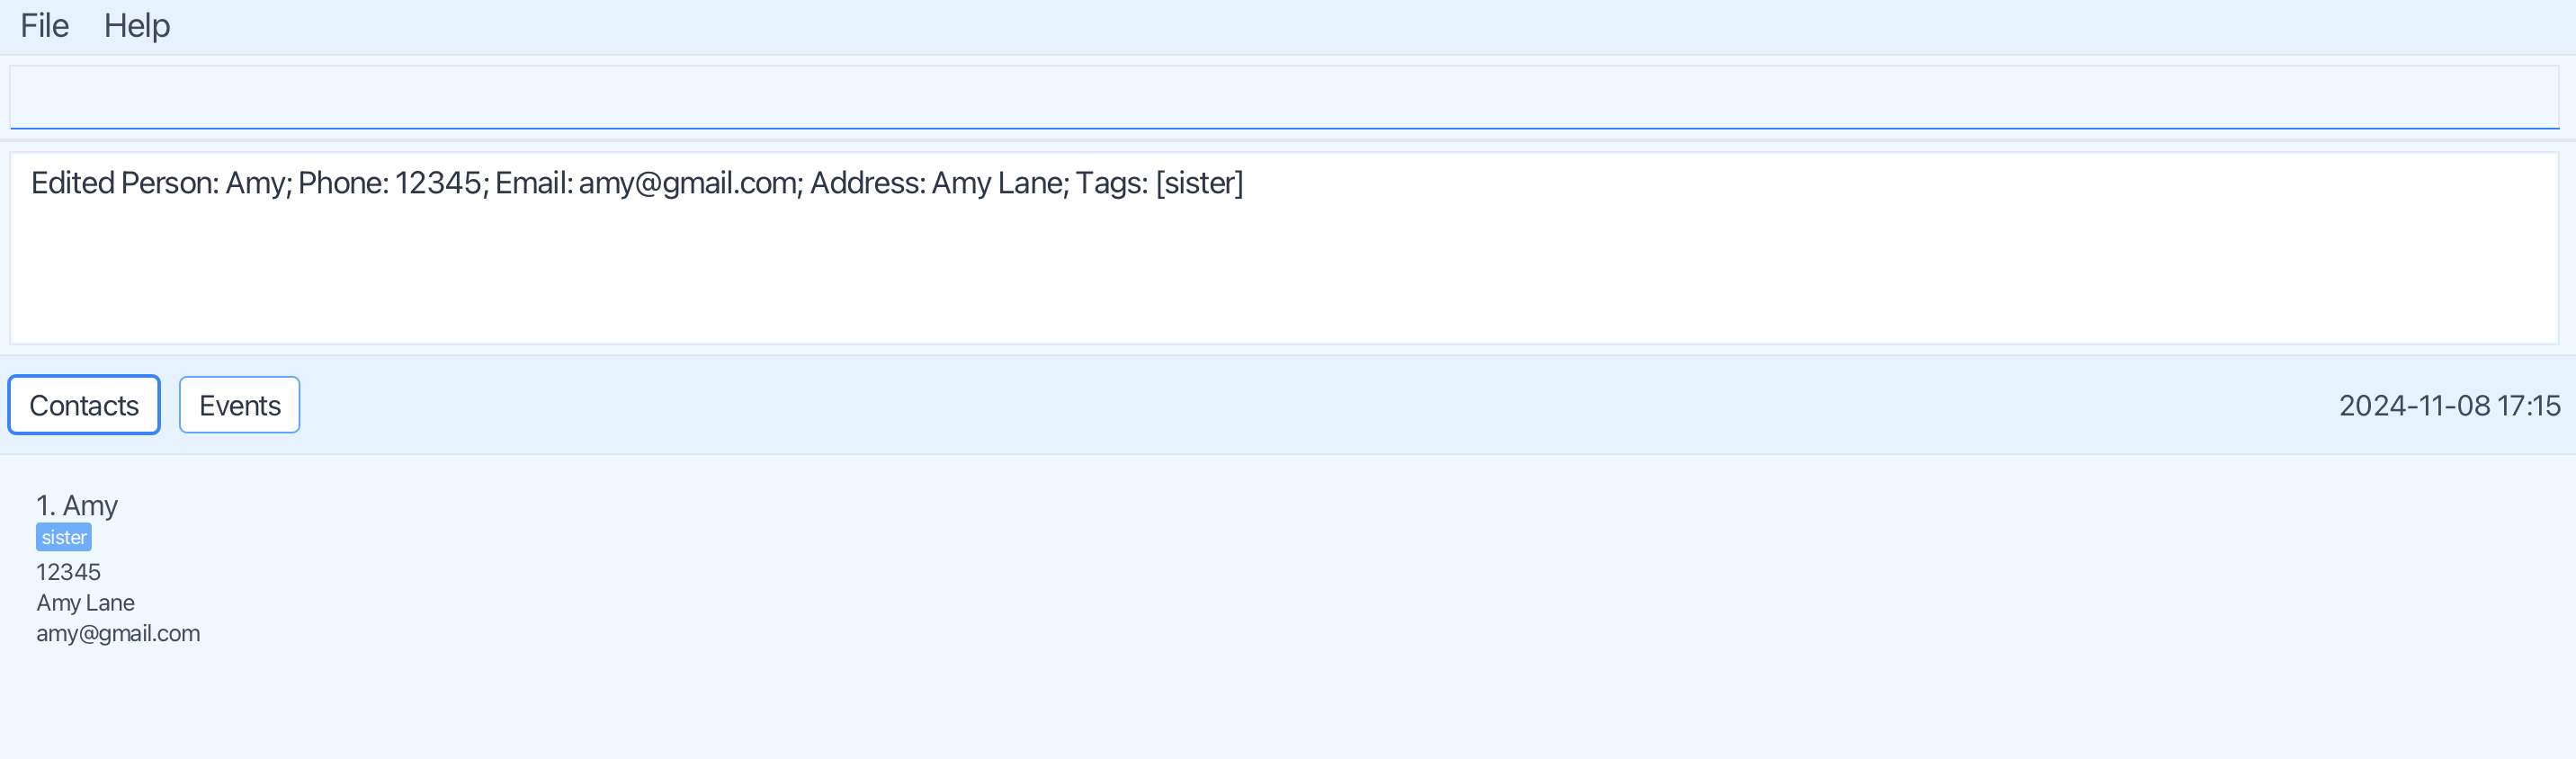 File Help
Edited Person: Amy; Phone: 12345; Email: amy@gmail.com; Address: Amy Lane; Tags: [sister]
Contacts Events 2024-11-08 17:15
1. Amy
sister
12345
Amy Lane
amy@gmail.com